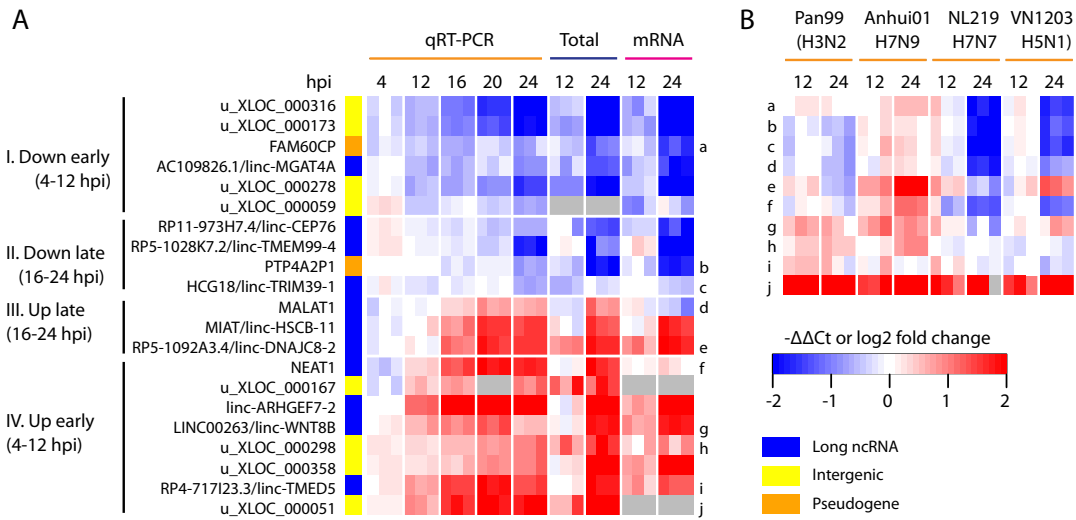 A
qRT-PCR Total mRNA
hpi 4 12 16 20 24 12 24 12 24
I. Down early
(4-12 hpi)
u_XLOC_000316
u_XLOC_000173
FAM60CP a
AC109826.1/linc-MGAT4A
u_XLOC_000278
u_XLOC_000059
II. Down late
(16-24 hpi)
RP11-973H7.4/linc-CEP76
RP5-1028K7.2/linc-TMEM99-4
PTP4A2P1 b
HCG18/linc-TRIM39-1 c
III. Up late
(16-24 hpi)
MALAT1 d
MIAT/linc-HSCB-11
RP5-1092A3.4/linc-DNAJC8-2 e
IV. Up early
(4-12 hpi)
NEAT1 f
u_XLOC_000167
linc-ARHGEF7-2
LINC00263/linc-WNT8B g
u_XLOC_000298 h
u_XLOC_000358
RP4-717I23.3/linc-TMED5 i
u_XLOC_000051 j
B
Pan99 Anhui01 NL219 VN1203
(H3N2 H7N9 H7N7 H5N1)
12 24 12 24 12 24 12 24
a
b
c
d
e
f
g
h
i
j
-ΔΔCt or log2 fold change
-2 -1 0 1 2
Long ncRNA
Intergenic
Pseudogene